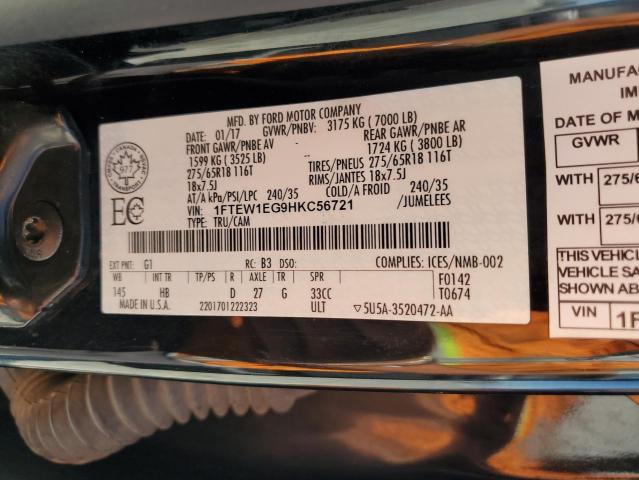 MFD. BY FORD MOTOR COMPANY
01/17 GVWR/PNBV: 3175 KG ( 7000 LB)
FRONT GAWR/PNBE AV REAR GAWR/PNBE AR
1599 KG ( 3525 LB) 1724 KG ( 3800 LB)
275/65R18 116T TIRES/PNEUS 275/65R18 116T
18x7.5J RIMS/JANTES 18x7.5J
AT/A kPa/PSI/LPC 240/35 COLD/A FROID 240/35
VIN: 1FTEW1EG9HKC56721 /JUMELEES
TYPE: TRU/CAM
CANADA
977
TRANSPORT
EC
EXT PNT: G1 RC: B3 DSO: COMPLIES: ICES/NMB-002
WB INT TR TP/PS R AXLE TR SPR F0142
145 HB D 27 G 33CC T0674
MADE IN U.S.A. 2201701222323 ULT ▽5U5A-3520472-AA
MANUFAC
IM
DATE OF M
GVWR
WITH 275/6
WITH 275/6
THIS VEHICL
VEHICLE SA
SHOWN AB
VIN 1F